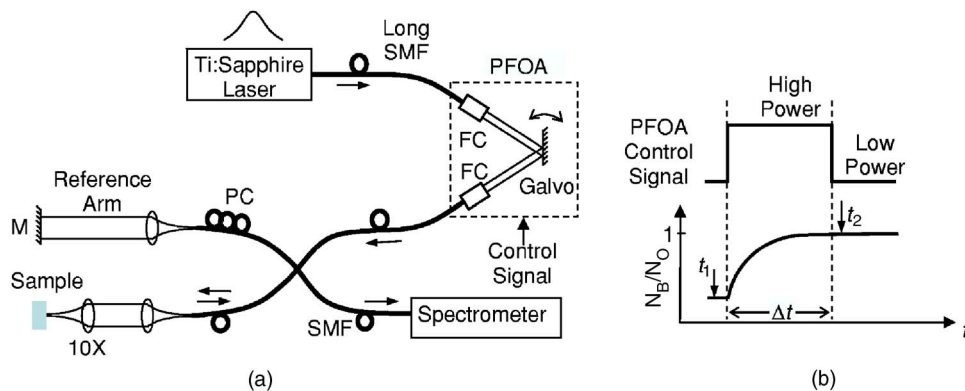 Ti:Sapphire
Laser
Long
SMF
PFOA
FC
FC
Galvo
Control
Signal
Reference
Arm
M
PC
Sample
10X
SMF
Spectrometer
(a)
PFOA
Control
Signal
High
Power
Low
Power
1
N_B/N_O
t_1
t_2
Δt
t
(b)